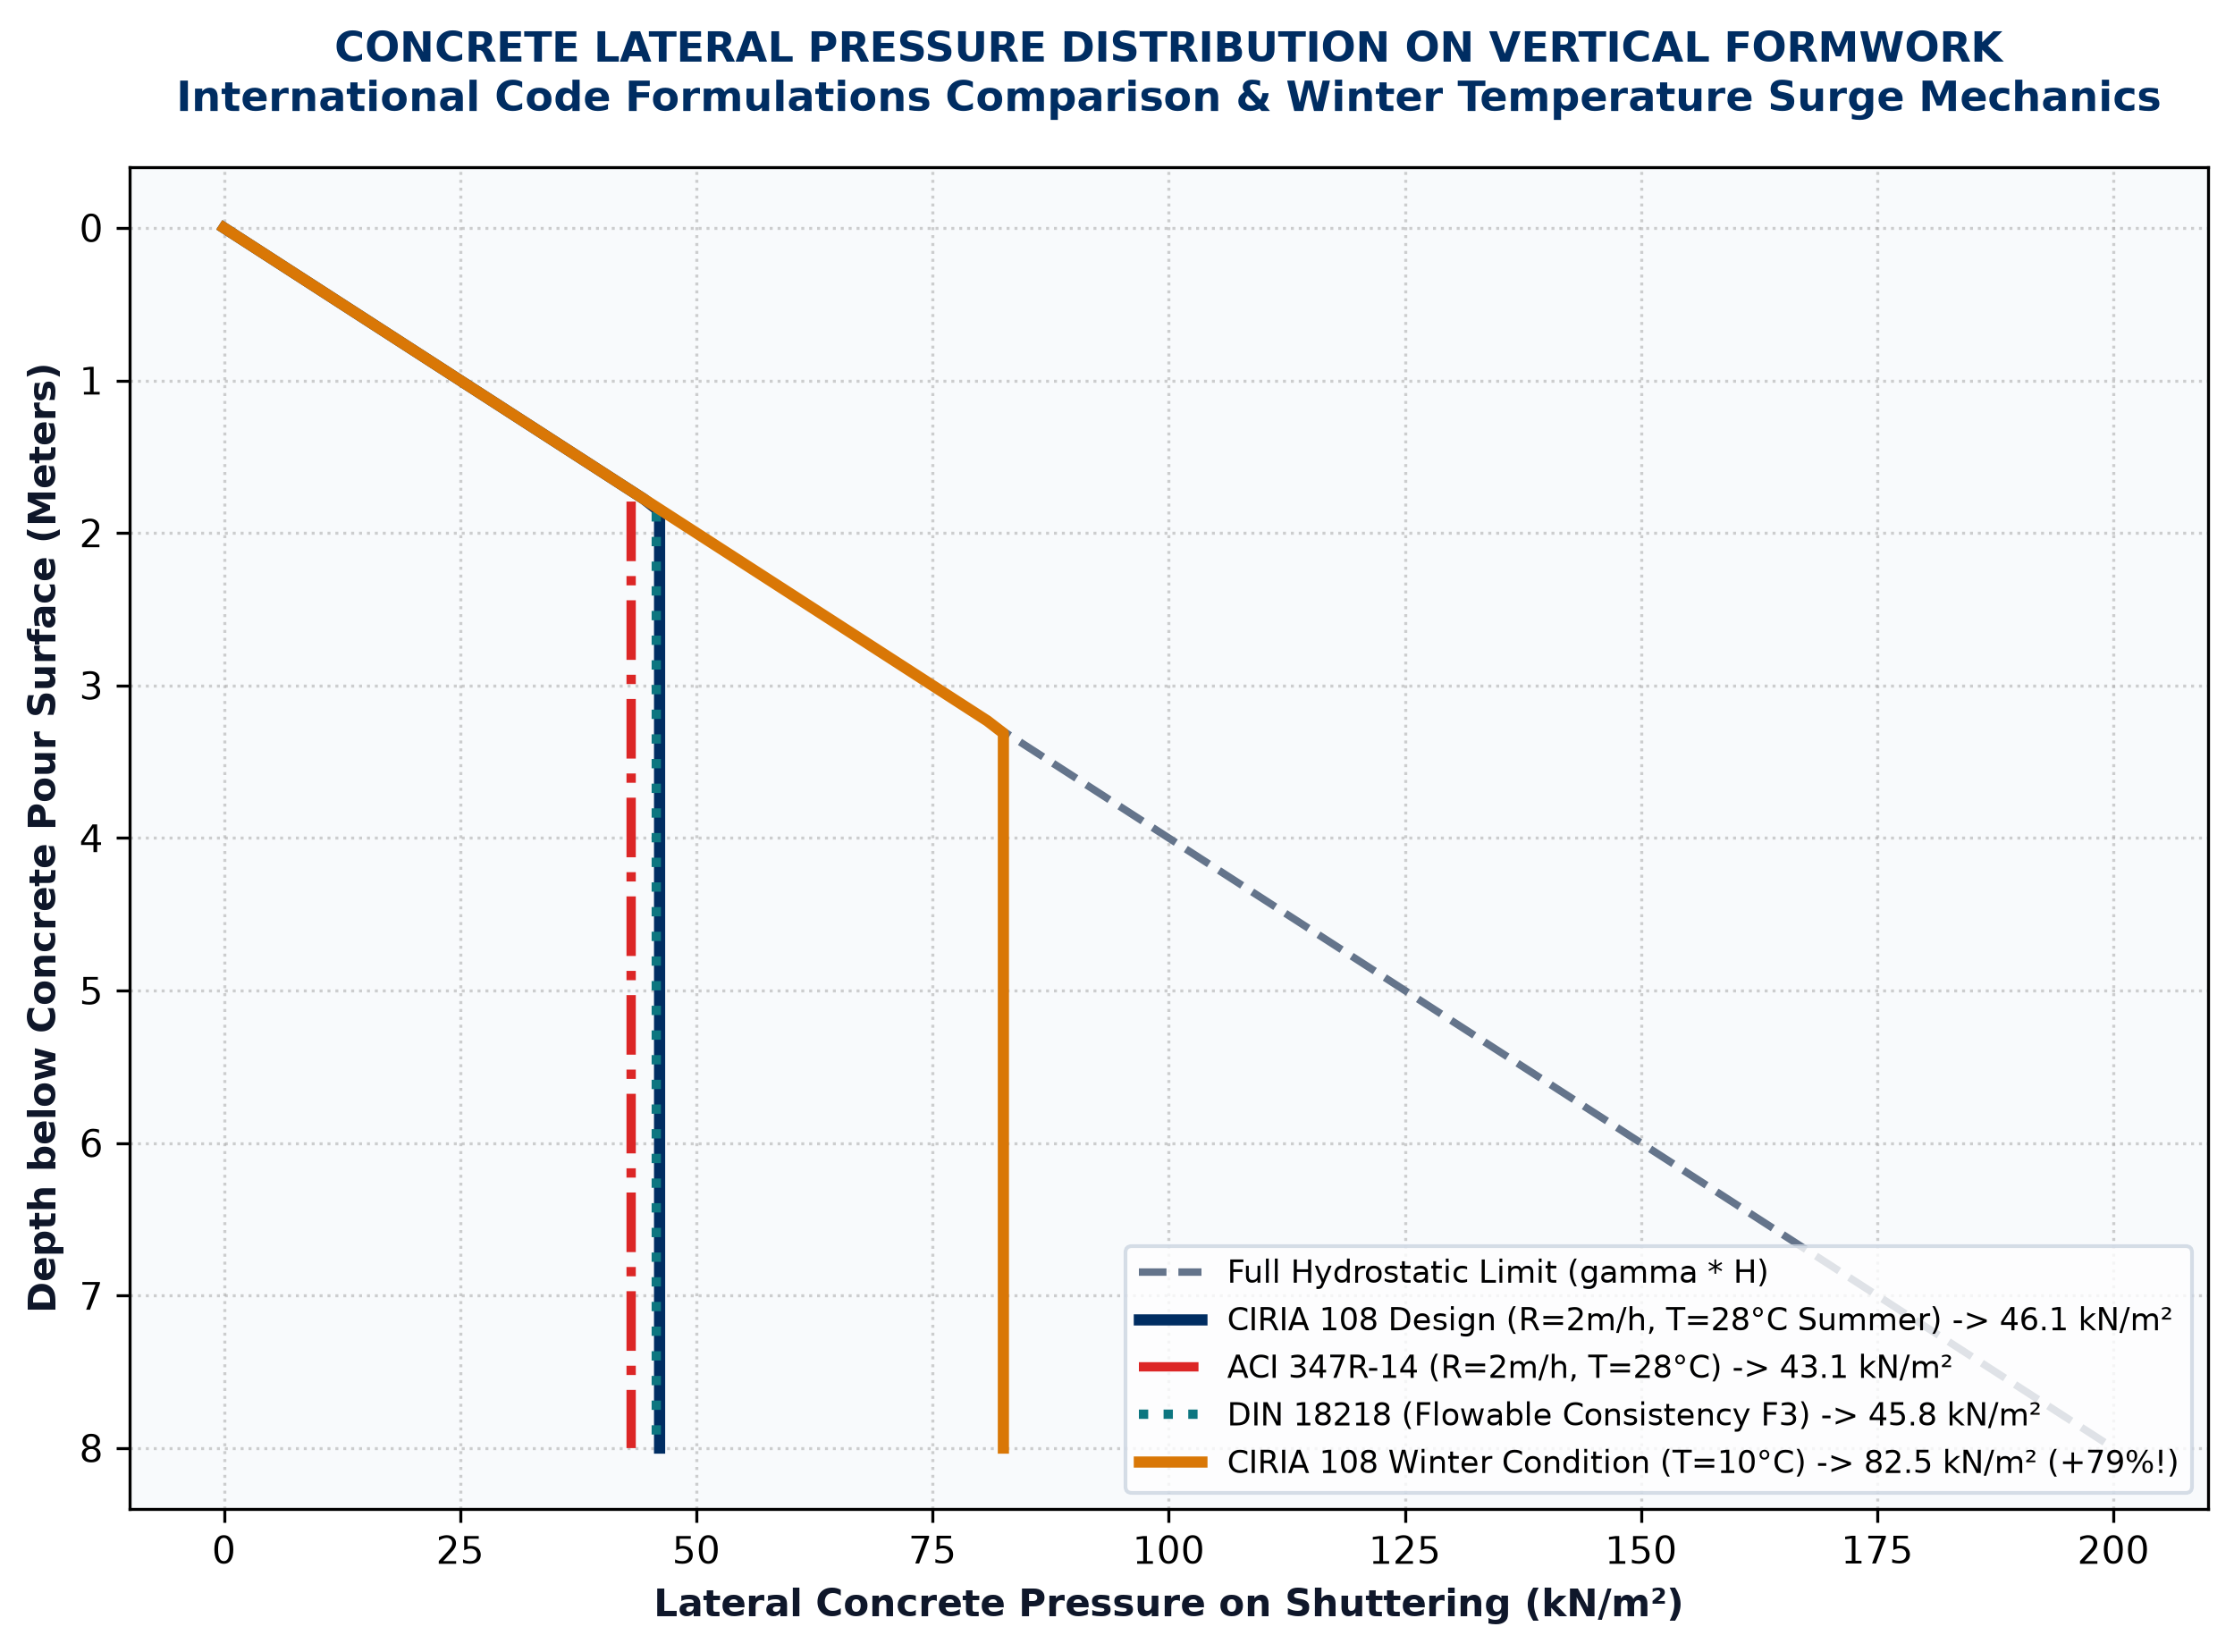 CONCRETE LATERAL PRESSURE DISTRIBUTION ON VERTICAL FORMWORK
International Code Formulations Comparison & Winter Temperature Surge Mechanics
Depth below Concrete Pour Surface (Meters)
0
1
2
3
4
5
6
7
8
Full Hydrostatic Limit (gamma * H)
CIRIA 108 Design (R=2m/h, T=28°C Summer) -> 46.1 kN/m²
ACI 347R-14 (R=2m/h, T=28°C) -> 43.1 kN/m²
DIN 18218 (Flowable Consistency F3) -> 45.8 kN/m²
CIRIA 108 Winter Condition (T=10°C) -> 82.5 kN/m² (+79%!)
0 25 50 75 100 125 150 175 200
Lateral Concrete Pressure on Shuttering (kN/m²)